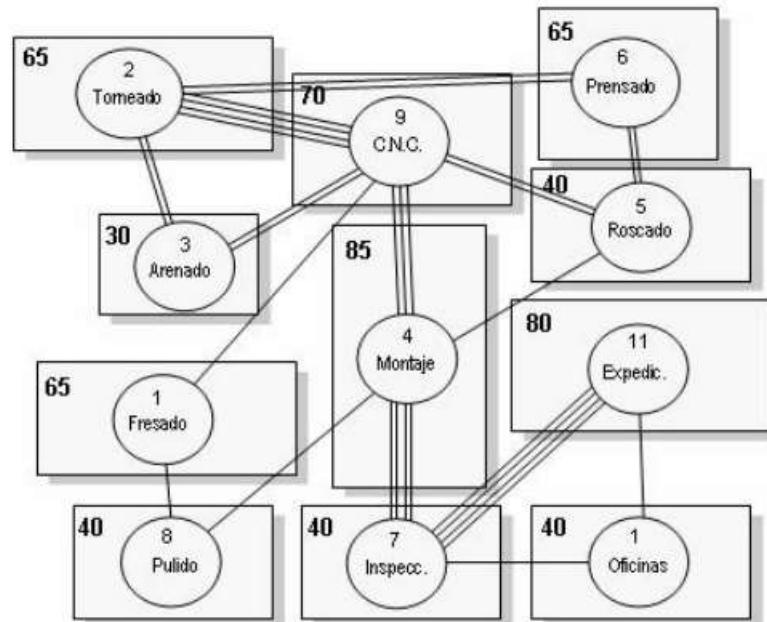 65
2
Torneado
65
6
Prensado
70
9
C.N.C.
40
5
Roscado
30
3
Arenado
85
4
Montaje
80
11
Expedic.
65
1
Fresado
40
8
Pulido
40
7
Inspecc.
40
1
Oficinas